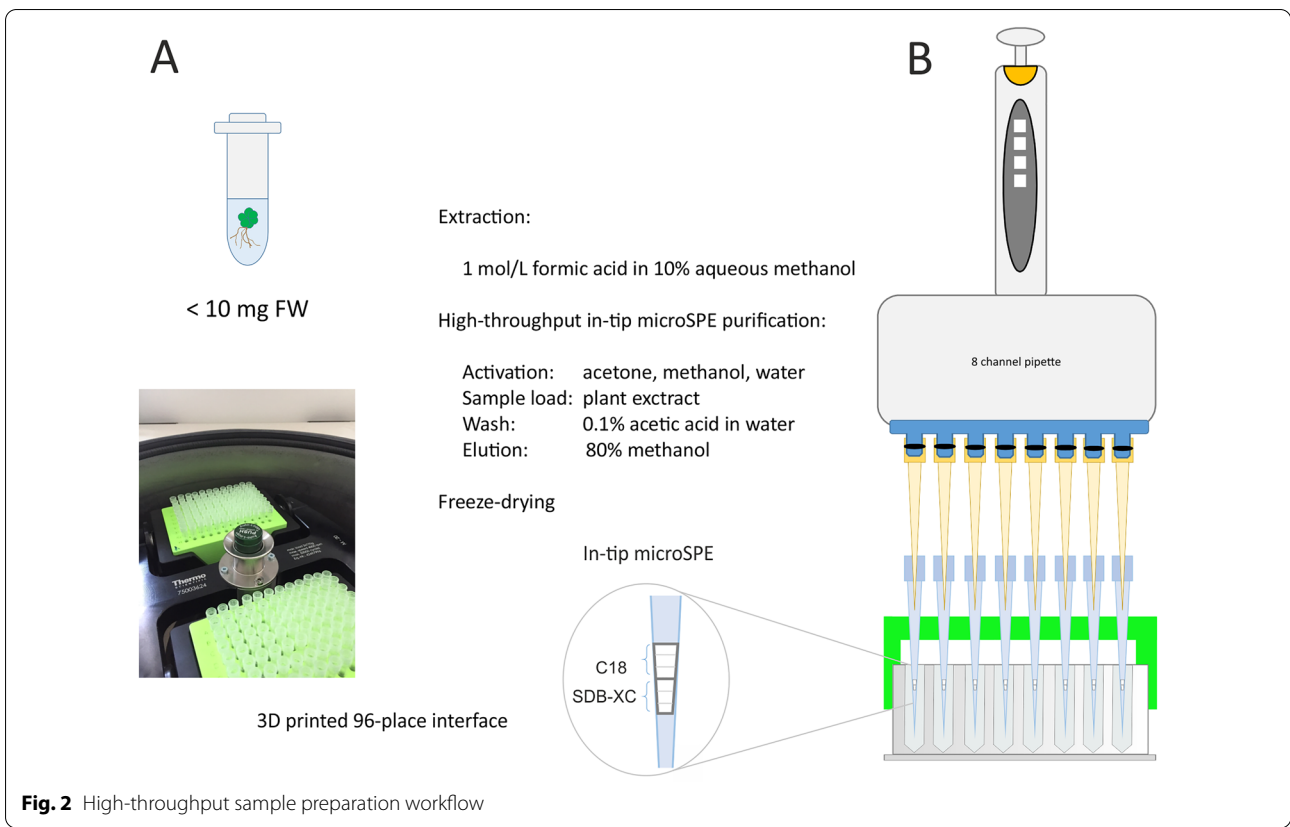 A
B
< 10 mg FW
Extraction:
1 mol/L formic acid in 10% aqueous methanol
High-throughput in-tip microSPE purification:
Activation: acetone, methanol, water
Sample load: plant exctract
Wash: 0.1% acetic acid in water
Elution: 80% methanol
Freeze-drying
8 channel pipette
In-tip microSPE
C18
SDB-XC
Thermo
SCIENTIFIC
75003624
PUSH
3D printed 96-place interface
Fig. 2 High-throughput sample preparation workflow